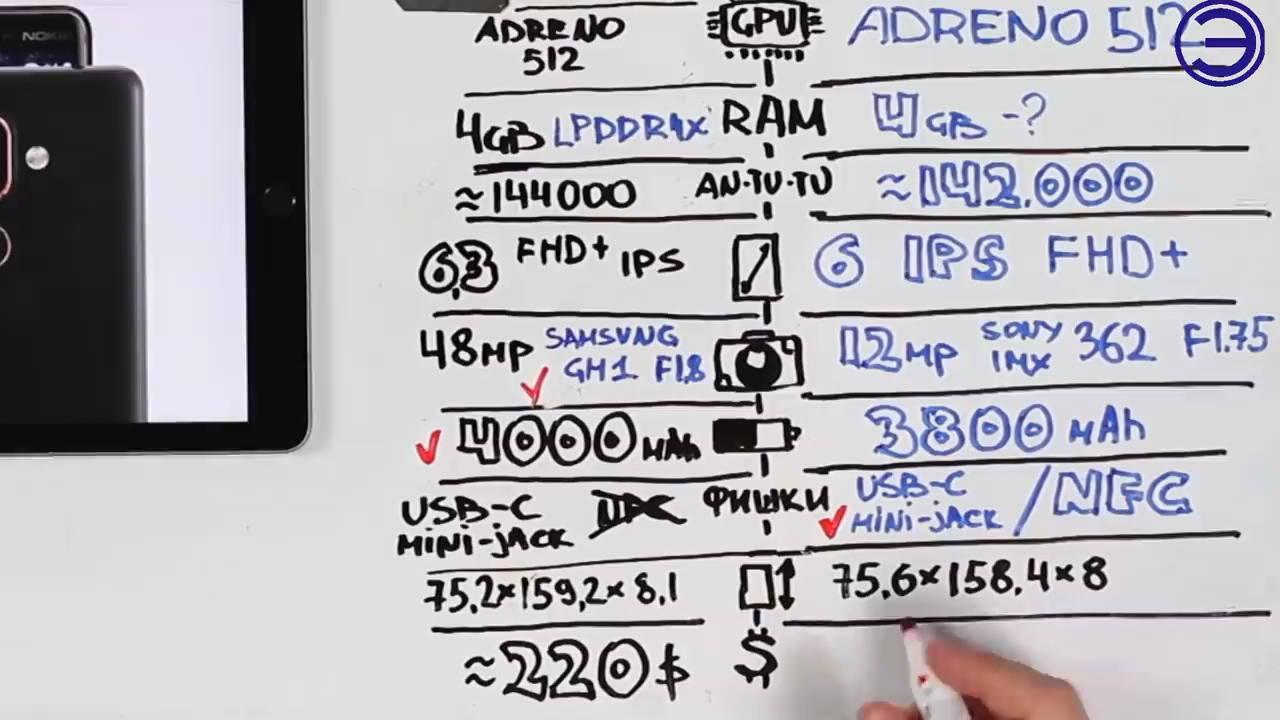 NOKIA
ADRENO 512 GPU ADRENO 512
4GB LPDDR4X RAM 4GB -?
≈144000 AN-TU-TU ≈142.000
6,3 FHD+ IPS 6 IPS FHD+
48MP SAMSUNG GM1 F1.8 12MP SONY IMX 362 F1.75
4000 MAh 3800 MAh
USB-C MINI-JACK NFC ФИШКИ USB-C MINI-JACK / NFC
75,2×159,2×8,1 75,6×158,4×8
≈220$ $